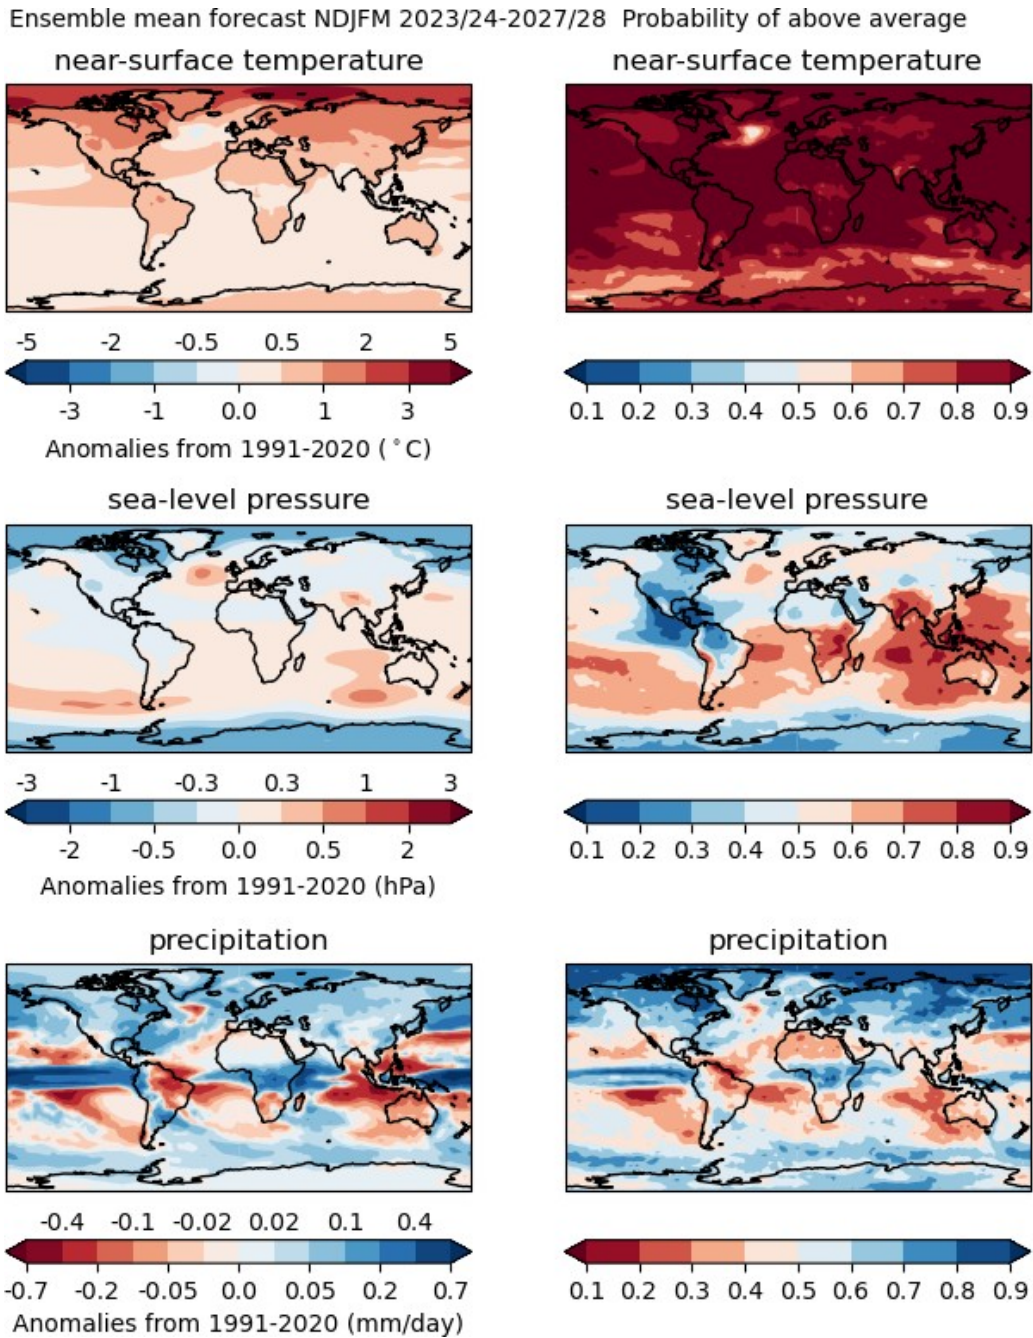 Ensemble mean forecast NDJFM 2023/24-2027/28  Probability of above average
near-surface temperature
near-surface temperature
-5 -2 -0.5 0.5 2 5
-3 -1 0.0 1 3
0.1 0.2 0.3 0.4 0.5 0.6 0.7 0.8 0.9
Anomalies from 1991-2020 (°C)
sea-level pressure
sea-level pressure
-3 -1 -0.3 0.3 1 3
-2 -0.5 0.0 0.5 2
0.1 0.2 0.3 0.4 0.5 0.6 0.7 0.8 0.9
Anomalies from 1991-2020 (hPa)
precipitation
precipitation
-0.4 -0.1 -0.02 0.02 0.1 0.4
-0.7 -0.2 -0.05 0.0 0.05 0.2 0.7
0.1 0.2 0.3 0.4 0.5 0.6 0.7 0.8 0.9
Anomalies from 1991-2020 (mm/day)